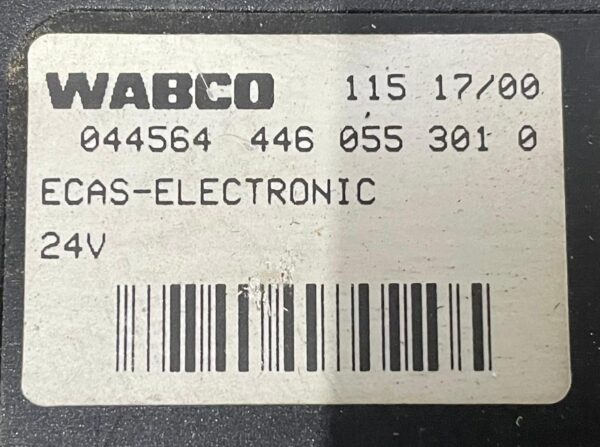 WABCO 115 17/00
044564 446 055 301 0
ECAS-ELECTRONIC
24V